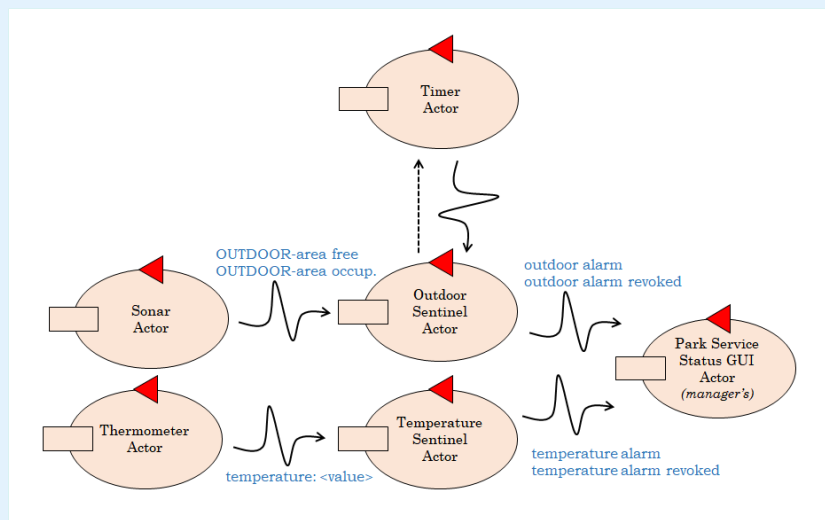 Timer
Actor
OUTDOOR-area free
OUTDOOR-area occup.
outdoor alarm
outdoor alarm revoked
Sonar
Actor
Outdoor
Sentinel
Actor
Park Service
Status GUI
Actor
(manager's)
Thermometer
Actor
Temperature
Sentinel
Actor
temperature: <value>
temperature alarm
temperature alarm revoked